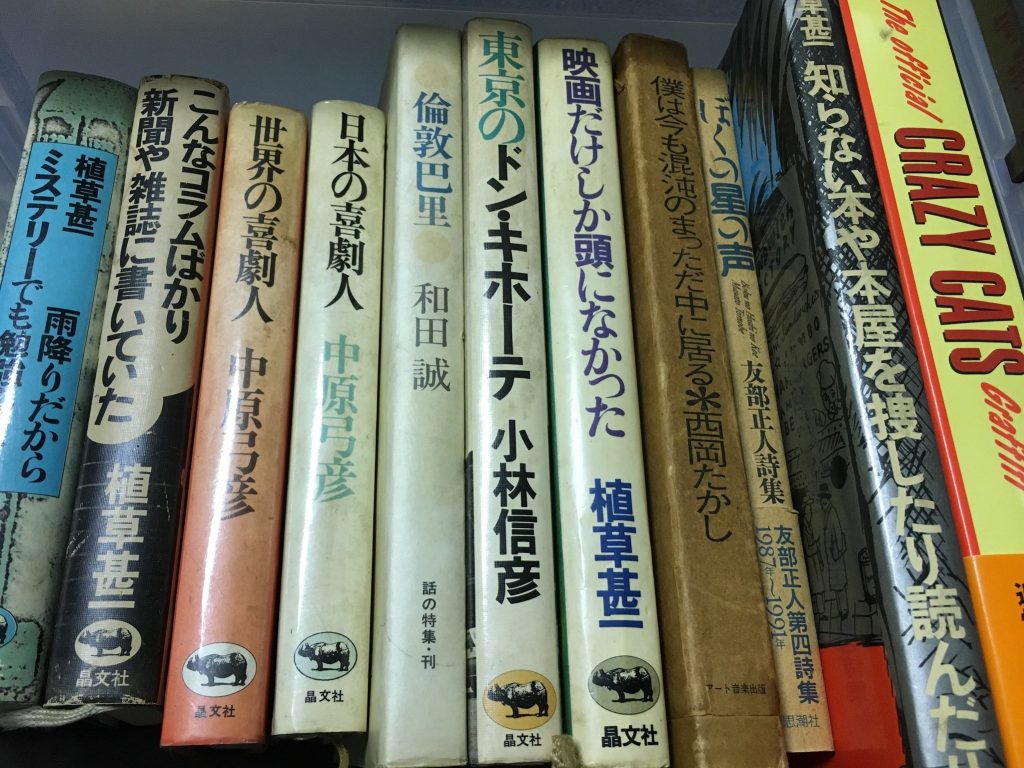 植草甚一
雨降りだから
ミステリーでも勉強
こんなコラムばかり
新聞や雑誌に書いていた
植草甚一
晶文社
世界の喜劇人
中原弓彦
晶文社
日本の喜劇人
中原弓彦
晶文社
倫敦巴里
和田誠
話の特集・刊
東京のドン・キホーテ
小林信彦
晶文社
映画だけしか頭になかった
植草甚一
晶文社
僕は今も混沌のまっただ中に居る＊西岡たかし
アート音楽出版
ぼくの星の声
友部正人詩集
友部正人第四詩集
1987年〜1991年
思潮社
草甚一
知らない本や本屋を捜したり読んだり
The official
CRAZY CATS
Graffiti